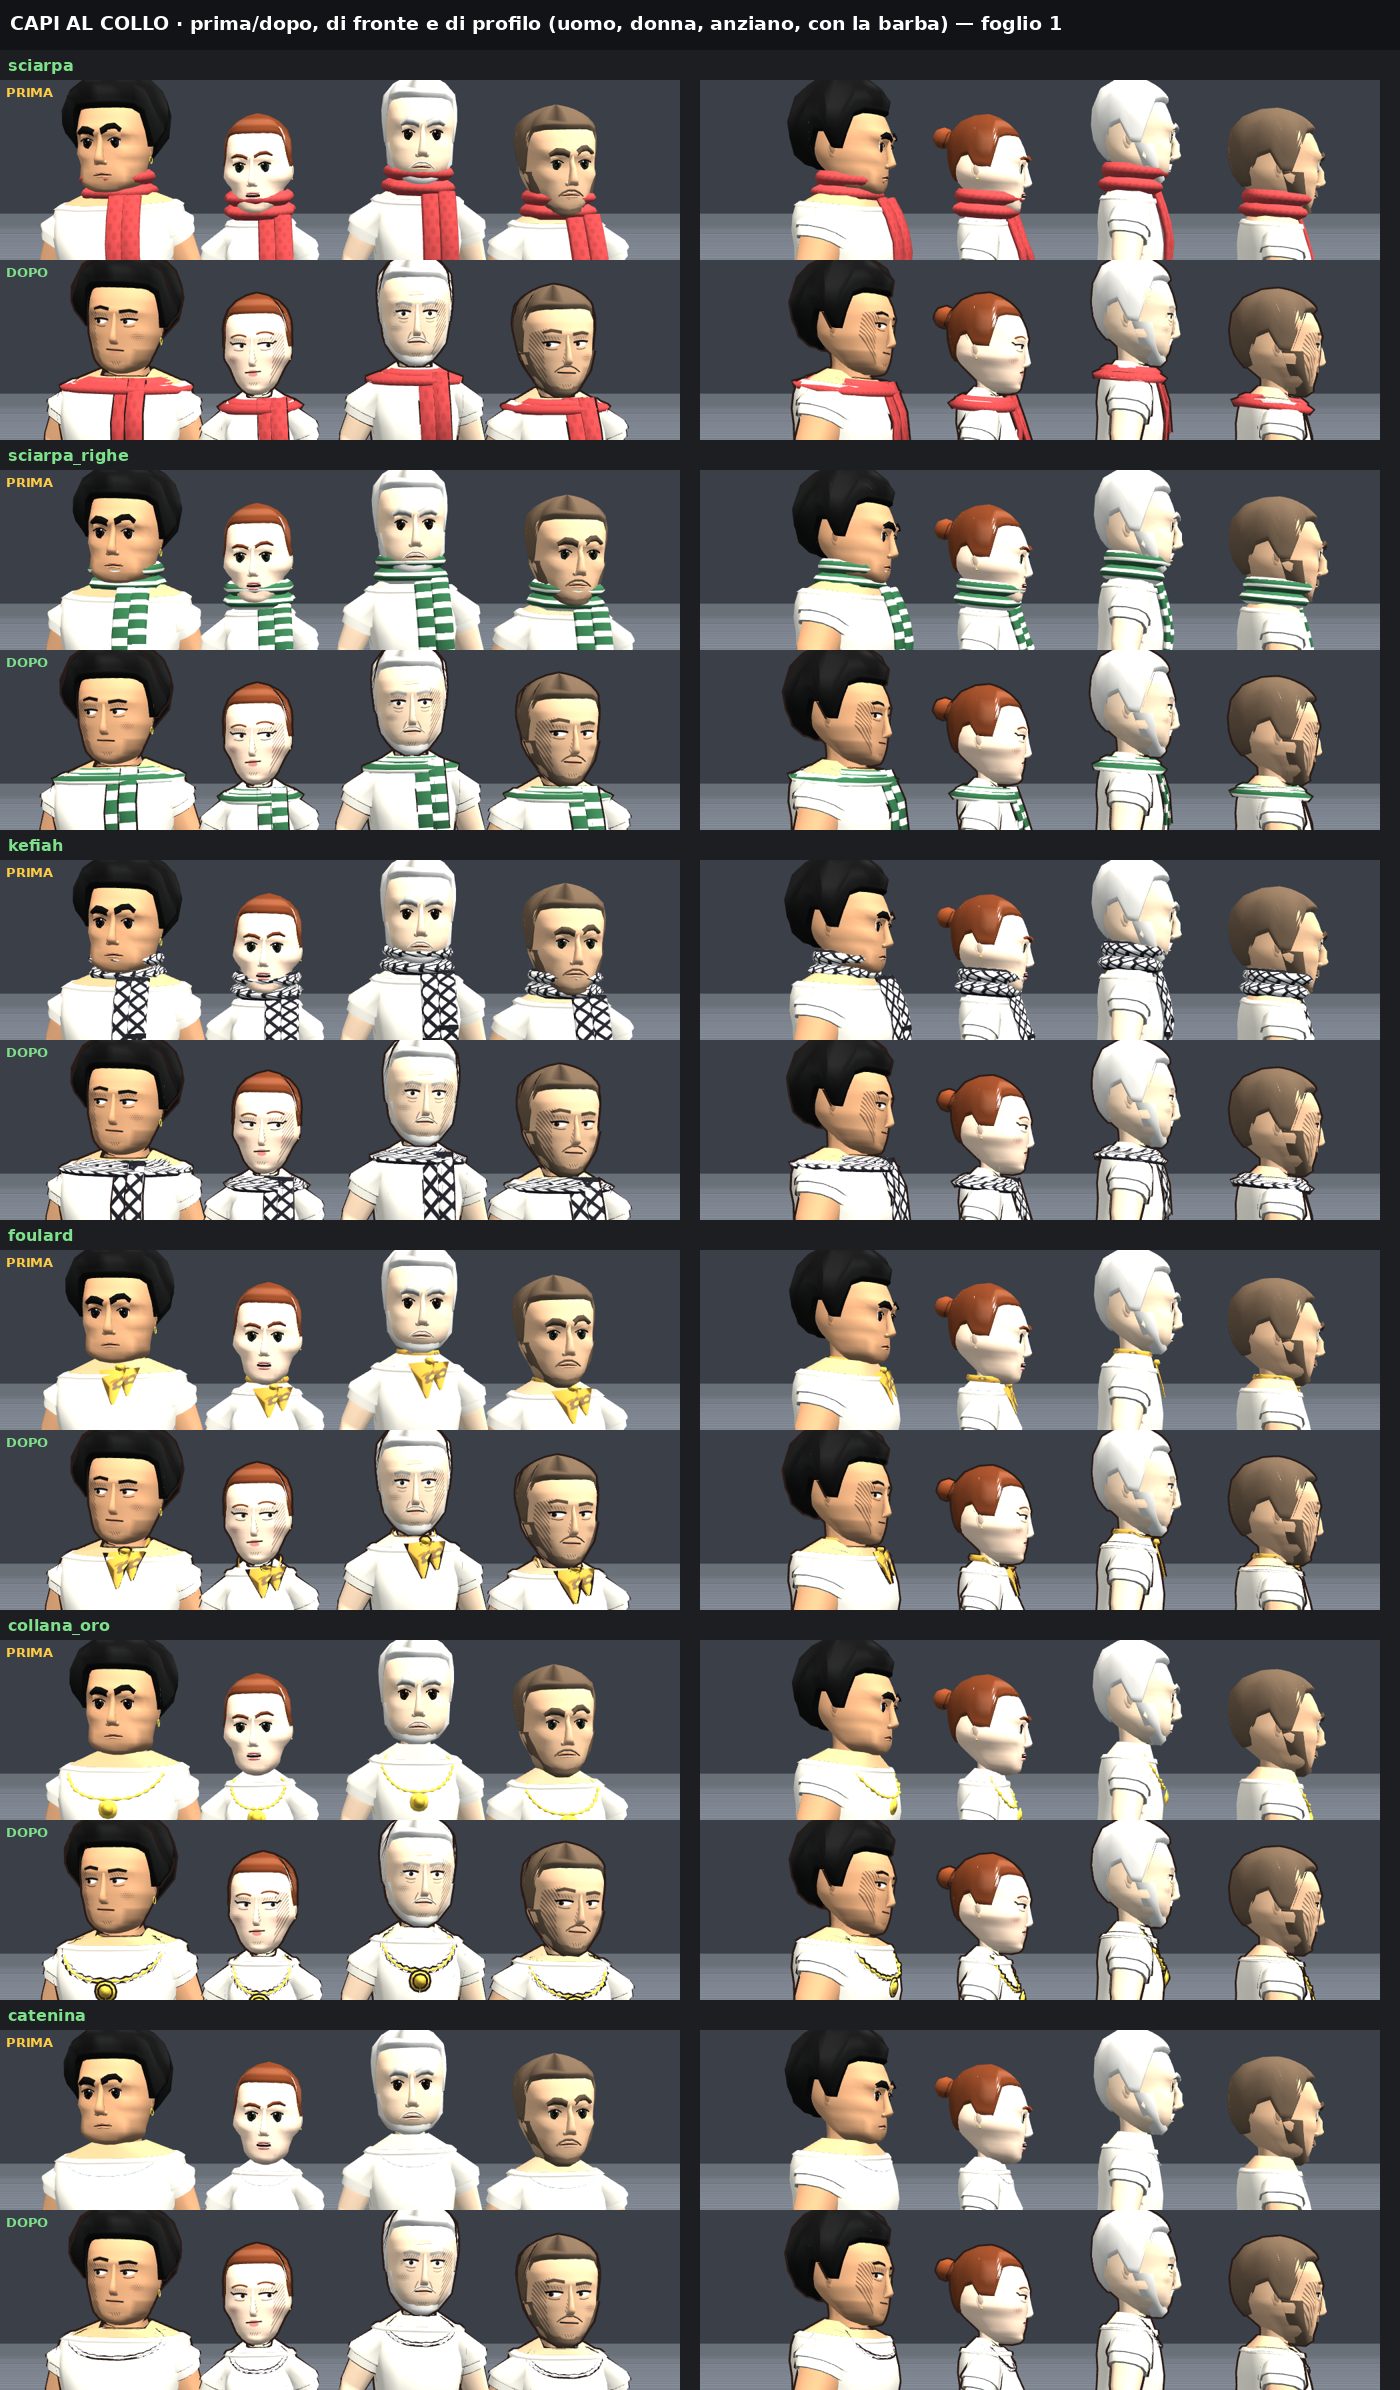 CAPI AL COLLO · prima/dopo, di fronte e di profilo (uomo, donna, anziano, con la barba) — foglio 1
sciarpa
PRIMA
DOPO
sciarpa_righe
PRIMA
DOPO
kefiah
PRIMA
DOPO
foulard
PRIMA
DOPO
collana_oro
PRIMA
DOPO
catenina
PRIMA
DOPO